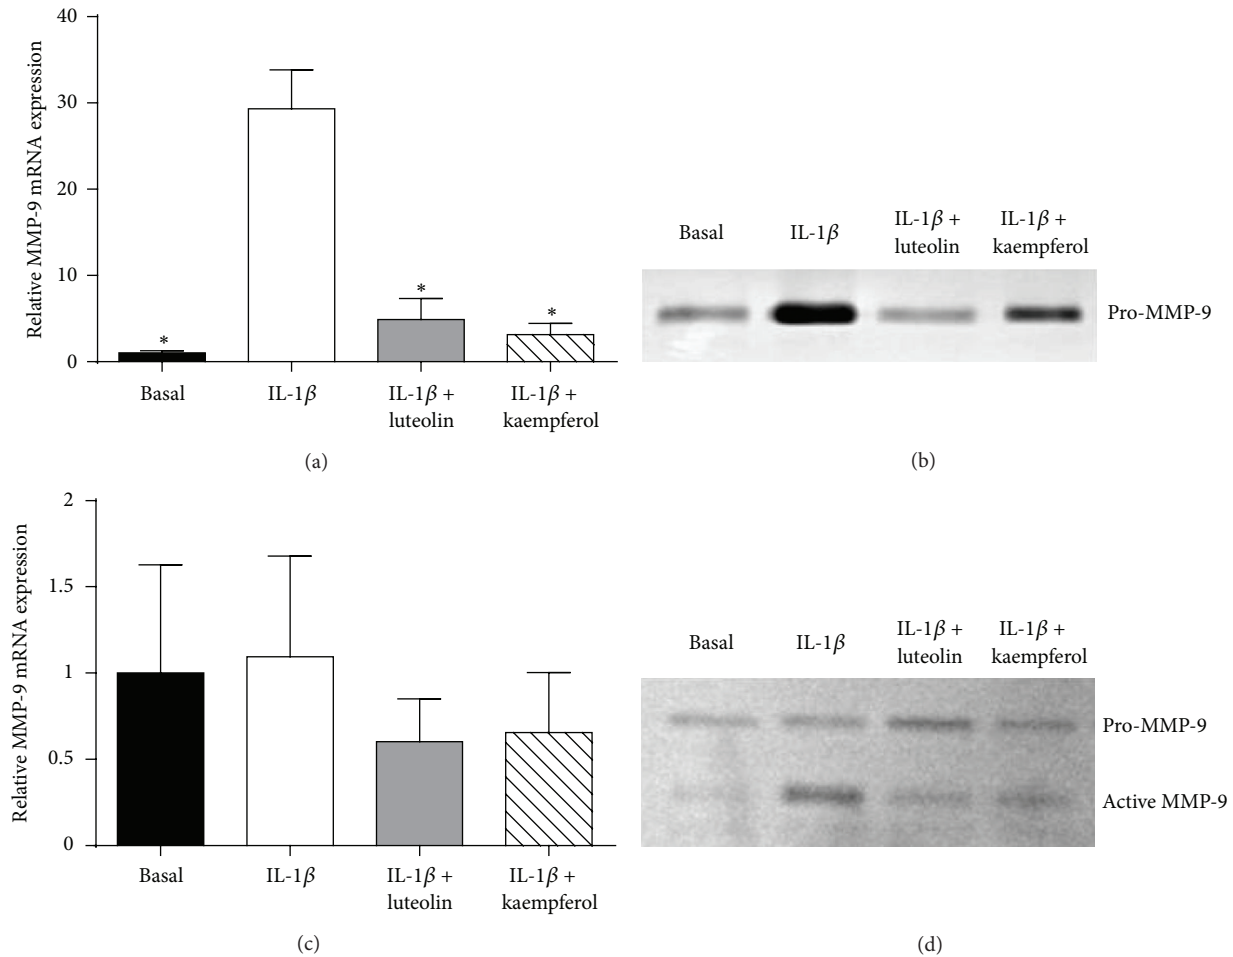 Relative MMP-9 mRNA expression
40
30
20
10
0
*
*
*
Basal
IL-1β
IL-1β +
luteolin
IL-1β +
kaempferol
(a)
Basal
IL-1β
IL-1β +
luteolin
IL-1β +
kaempferol
Pro-MMP-9
(b)
Relative MMP-9 mRNA expression
2
1.5
1
0.5
0
Basal
IL-1β
IL-1β +
luteolin
IL-1β +
kaempferol
(c)
Basal
IL-1β
IL-1β +
luteolin
IL-1β +
kaempferol
Pro-MMP-9
Active MMP-9
(d)